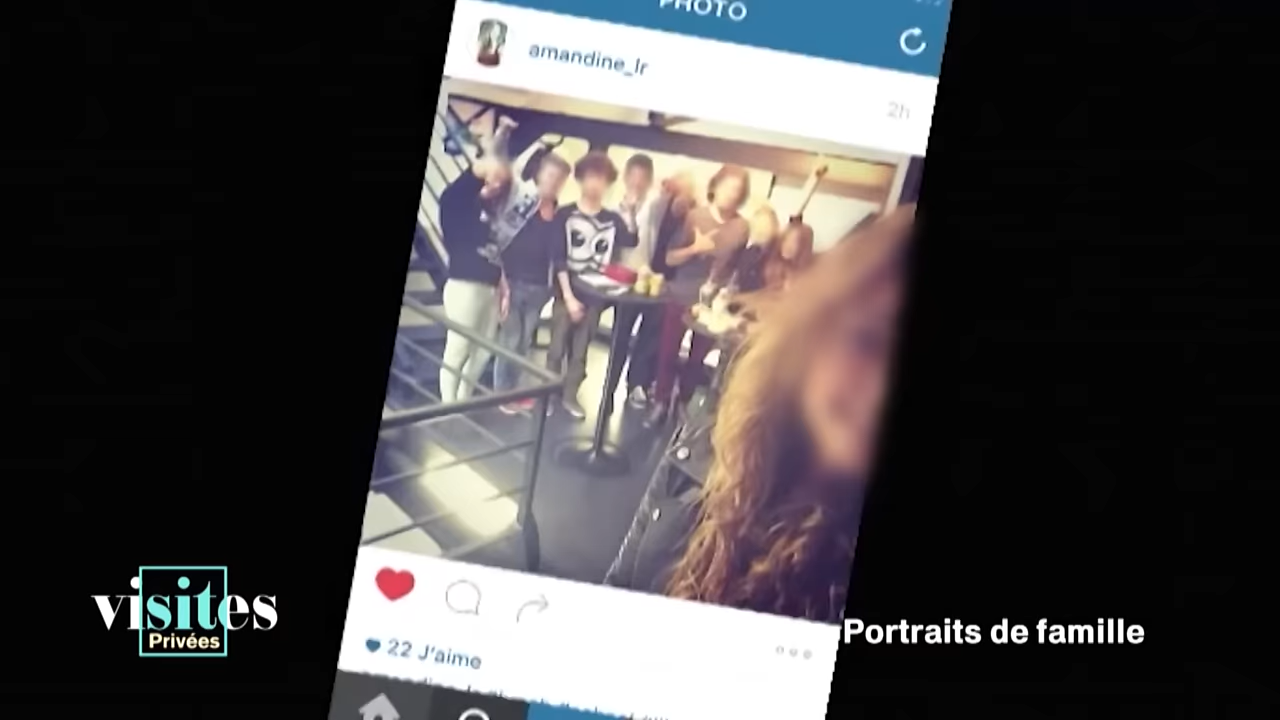 PHOTO
amandine_lr
2h
22 J'aime
visites
Privées
Portraits de famille